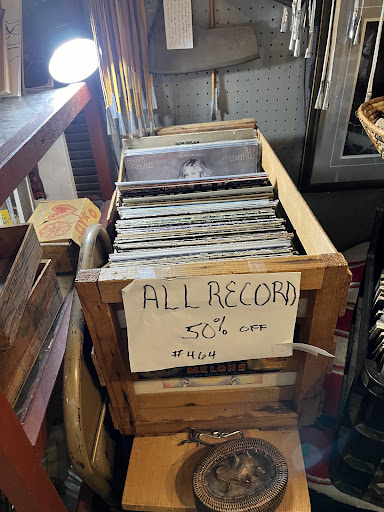 ALL RECORD
50% OFF
#464
MELONS